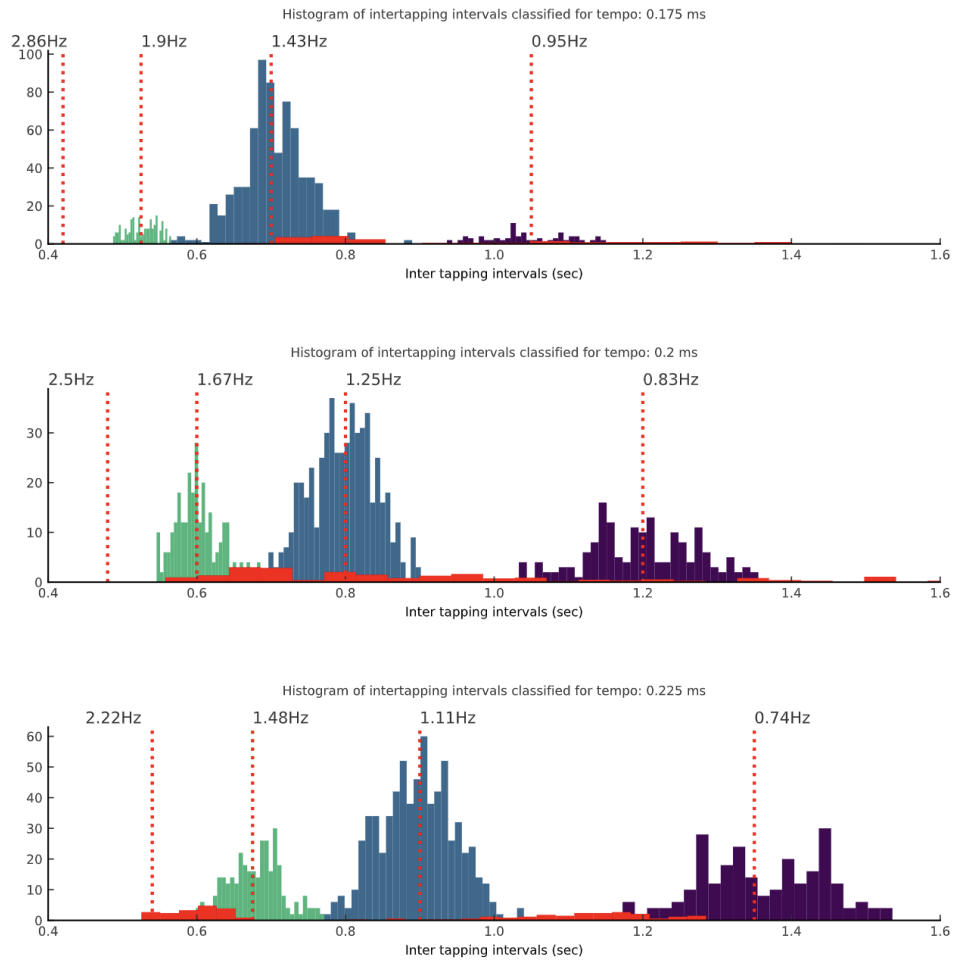 Histogram of intertapping intervals classified for tempo: 0.175 ms
2.86Hz 1.9Hz 1.43Hz 0.95Hz
100
80
60
40
20
0
0.4 0.6 0.8 1.0 1.2 1.4 1.6
Inter tapping intervals (sec)
Histogram of intertapping intervals classified for tempo: 0.2 ms
2.5Hz 1.67Hz 1.25Hz 0.83Hz
30
20
10
0
0.4 0.6 0.8 1.0 1.2 1.4 1.6
Inter tapping intervals (sec)
Histogram of intertapping intervals classified for tempo: 0.225 ms
2.22Hz 1.48Hz 1.11Hz 0.74Hz
60
50
40
30
20
10
0
0.4 0.6 0.8 1.0 1.2 1.4 1.6
Inter tapping intervals (sec)